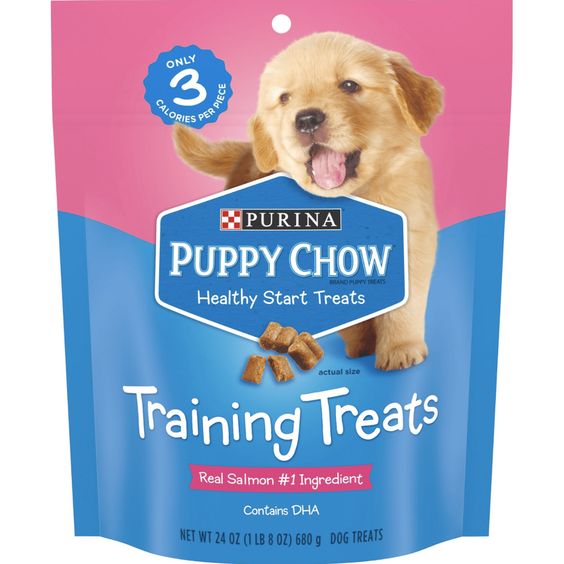 ONLY
3
CALORIES PER PIECE
PURINA
PUPPY CHOW
BRAND PUPPY TREATS
Healthy Start Treats
actual size
Training Treats
Real Salmon #1 Ingredient
Contains DHA
NET WT 24 OZ (1 LB 8 OZ) 680 g DOG TREATS